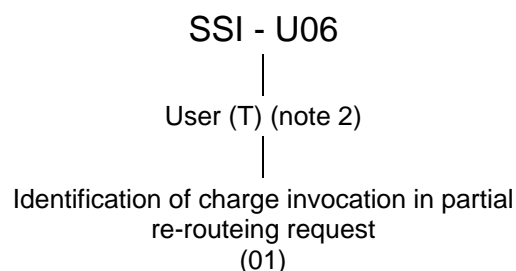 SSI - U06
User (T) (note 2)
Identification of charge invocation in partial
re-routeing request
(01)